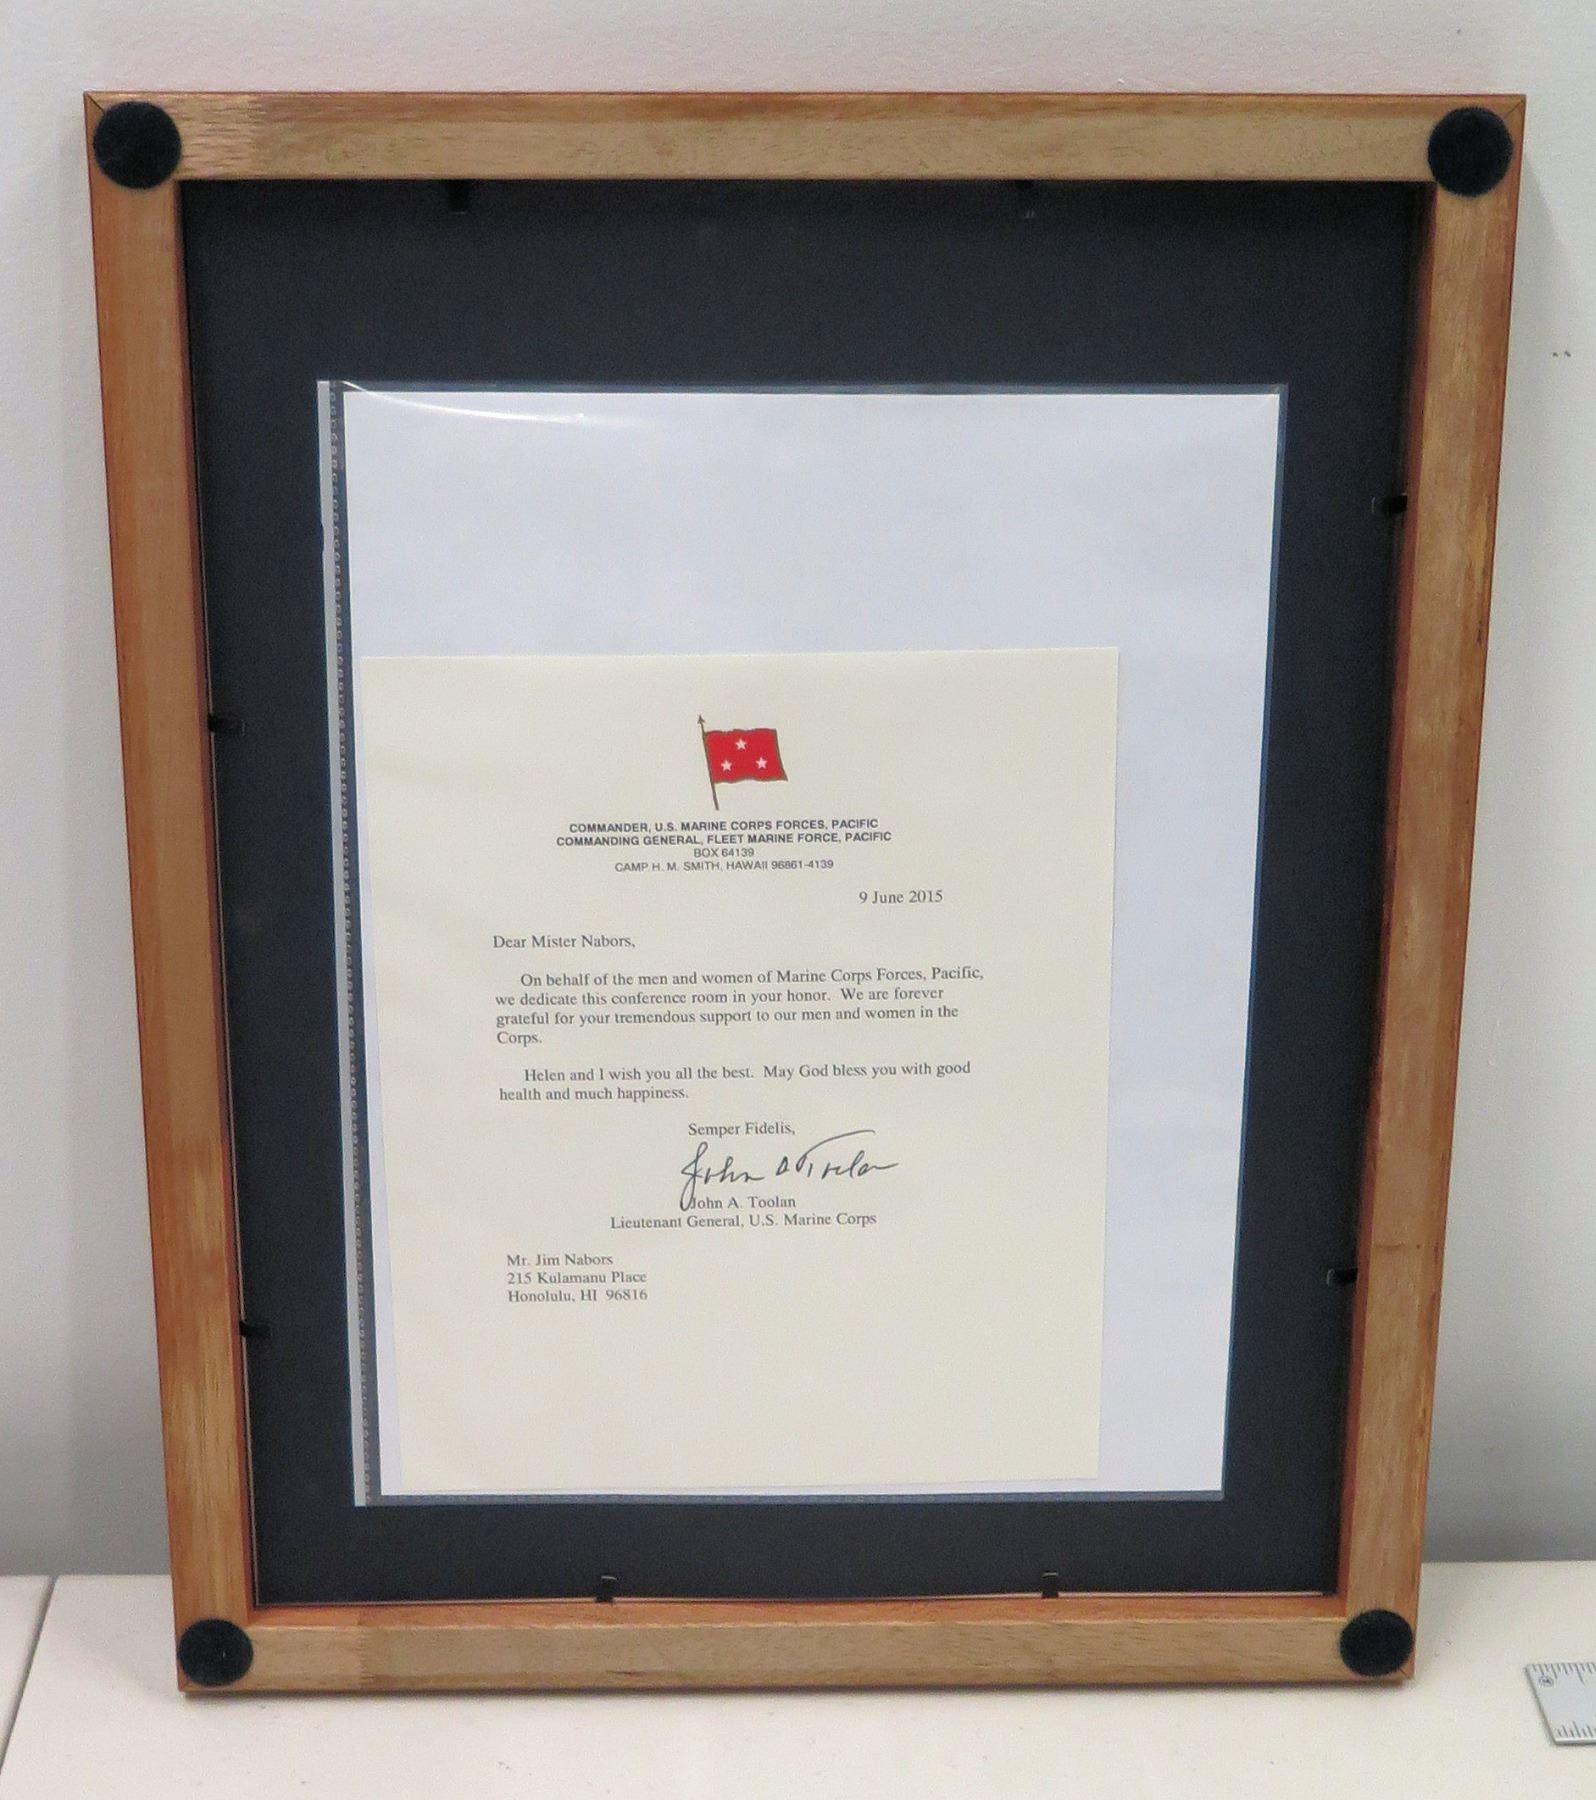 COMMANDER, U.S. MARINE CORPS FORCES, PACIFIC
COMMANDING GENERAL, FLEET MARINE FORCE, PACIFIC
BOX 64139
CAMP H. M. SMITH, HAWAII 96861-4139
9 June 2015
Dear Mister Nabors,
On behalf of the men and women of Marine Corps Forces, Pacific,
we dedicate this conference room in your honor. We are forever
grateful for your tremendous support to our men and women in the
Corps.
Helen and I wish you all the best. May God bless you with good
health and much happiness.
Semper Fidelis,
John A Toolan
John A. Toolan
Lieutenant General, U.S. Marine Corps
Mr. Jim Nabors
215 Kulamanu Place
Honolulu, HI 96816